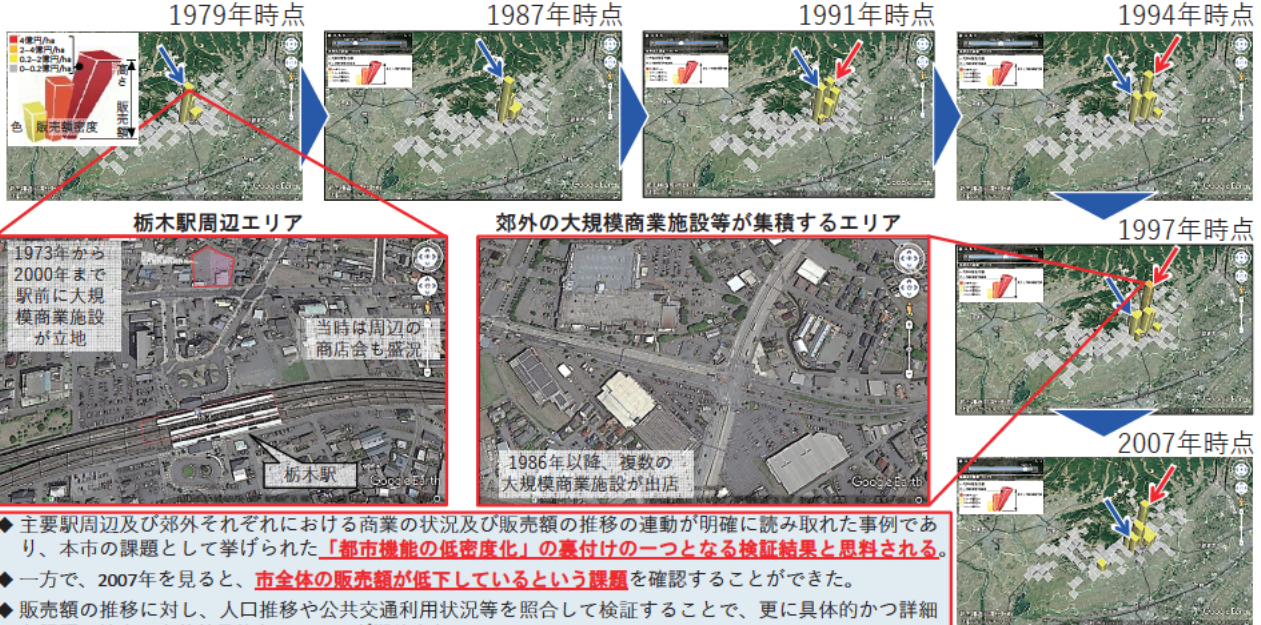 1979年時点
1987年時点
1991年時点
1994年時点
4億円/ha
2–4億円/ha
0.2–2億円/ha
0–0.2億円/ha
高さ
販売額
色 販売額密度
Google Earth
Google Earth
Google Earth
Google Earth
1997年時点
2007年時点
栃木駅周辺エリア
1973年から
2000年まで
駅前に大規
模商業施設
が立地
当時は周辺の
商店会も盛況
栃木駅
Google Earth
郊外の大規模商業施設等が集積するエリア
1986年以降、複数の
大規模商業施設が出店
Google Earth
◆ 主要駅周辺及び郊外それぞれにおける商業の状況及び販売額の推移の連動が明確に読み取れた事例であ
り、本市の課題として挙げられた「都市機能の低密度化」の裏付けの一つとなる検証結果と思料される。
◆ 一方で、2007年を見ると、市全体の販売額が低下しているという課題を確認することができた。
◆ 販売額の推移に対し、人口推移や公共交通利用状況等を照合して検証することで、更に具体的かつ詳細